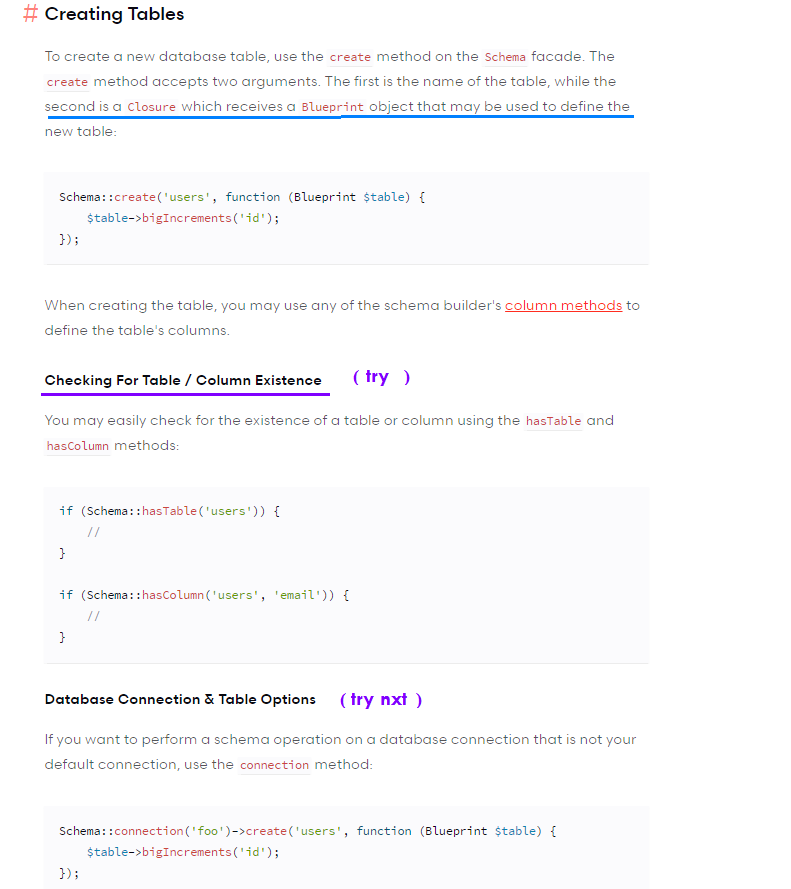 # Creating Tables
To create a new database table, use the create method on the Schema facade. The
create method accepts two arguments. The first is the name of the table, while the
second is a Closure which receives a Blueprint object that may be used to define the
new table:
Schema::create('users', function (Blueprint $table) {
    $table->bigIncrements('id');
});
When creating the table, you may use any of the schema builder's column methods to
define the table's columns.
Checking For Table / Column Existence ( try )
You may easily check for the existence of a table or column using the hasTable and
hasColumn methods:
if (Schema::hasTable('users')) {
    //
}
if (Schema::hasColumn('users', 'email')) {
    //
}
Database Connection & Table Options ( try nxt )
If you want to perform a schema operation on a database connection that is not your
default connection, use the connection method:
Schema::connection('foo')->create('users', function (Blueprint $table) {
    $table->bigIncrements('id');
});